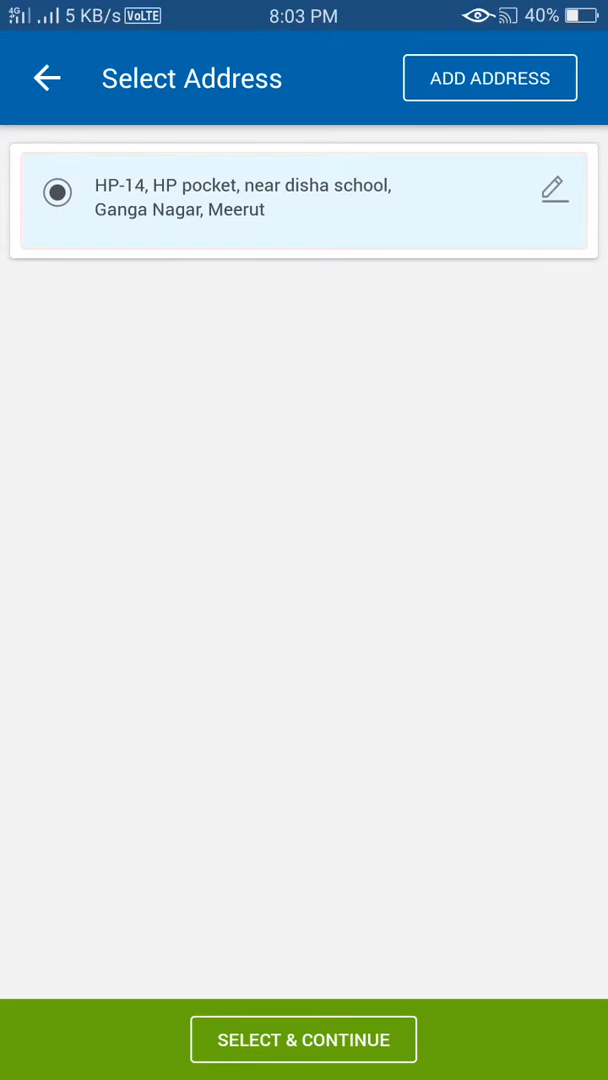 4G 5 KB/s VoLTE 8:03 PM 40%
Select Address ADD ADDRESS
HP-14, HP pocket, near disha school,
Ganga Nagar, Meerut
SELECT & CONTINUE